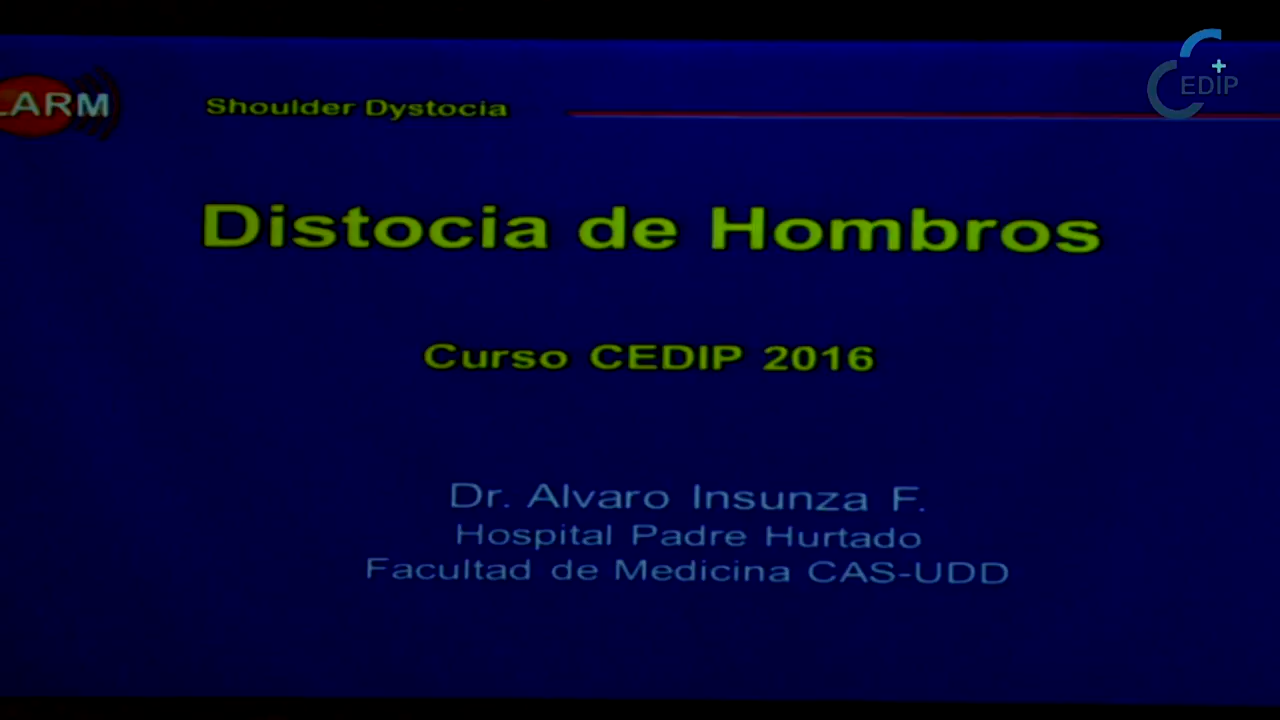 LARM
Shoulder Dystocia
CEDIP
Distocia de Hombros
Curso CEDIP 2016
Dr. Alvaro Insunza F.
Hospital Padre Hurtado
Facultad de Medicina CAS-UDD